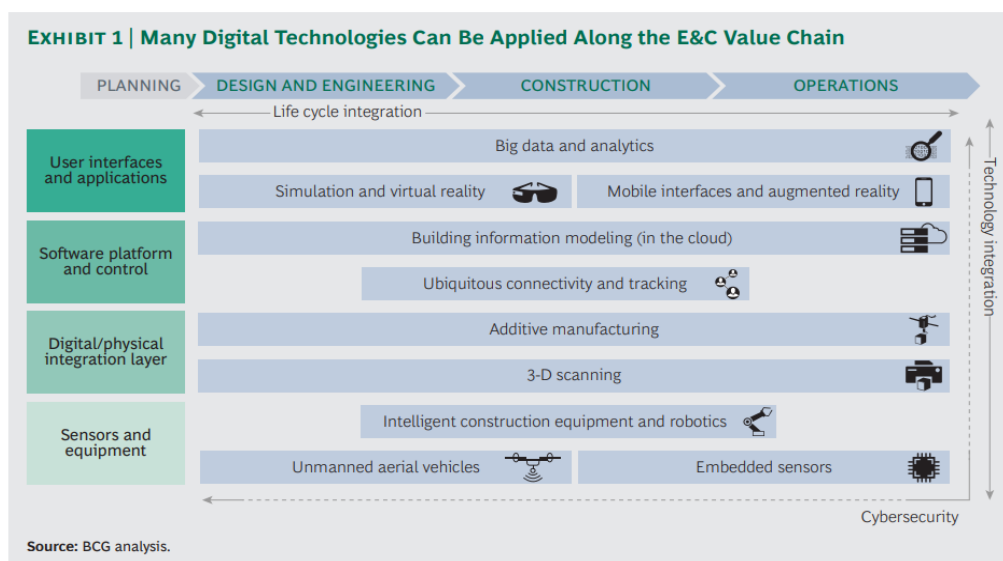 EXHIBIT 1 | Many Digital Technologies Can Be Applied Along the E&C Value Chain
PLANNING
DESIGN AND ENGINEERING
CONSTRUCTION
OPERATIONS
Life cycle integration
User interfaces
and applications
Big data and analytics
Simulation and virtual reality
Mobile interfaces and augmented reality
Software platform
and control
Building information modeling (in the cloud)
Ubiquitous connectivity and tracking
Digital/physical
integration layer
Additive manufacturing
3-D scanning
Sensors and
equipment
Intelligent construction equipment and robotics
Unmanned aerial vehicles
Embedded sensors
Technology integration
Cybersecurity
Source: BCG analysis.